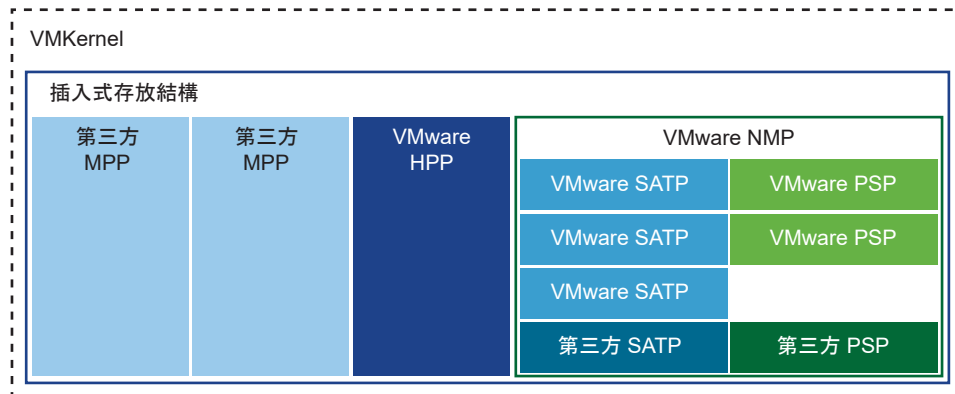 VMKernel
插入式存放結構
第三方
MPP
第三方
MPP
VMware
HPP
VMware NMP
VMware SATP
VMware PSP
VMware SATP
VMware PSP
VMware SATP
第三方 SATP
第三方 PSP